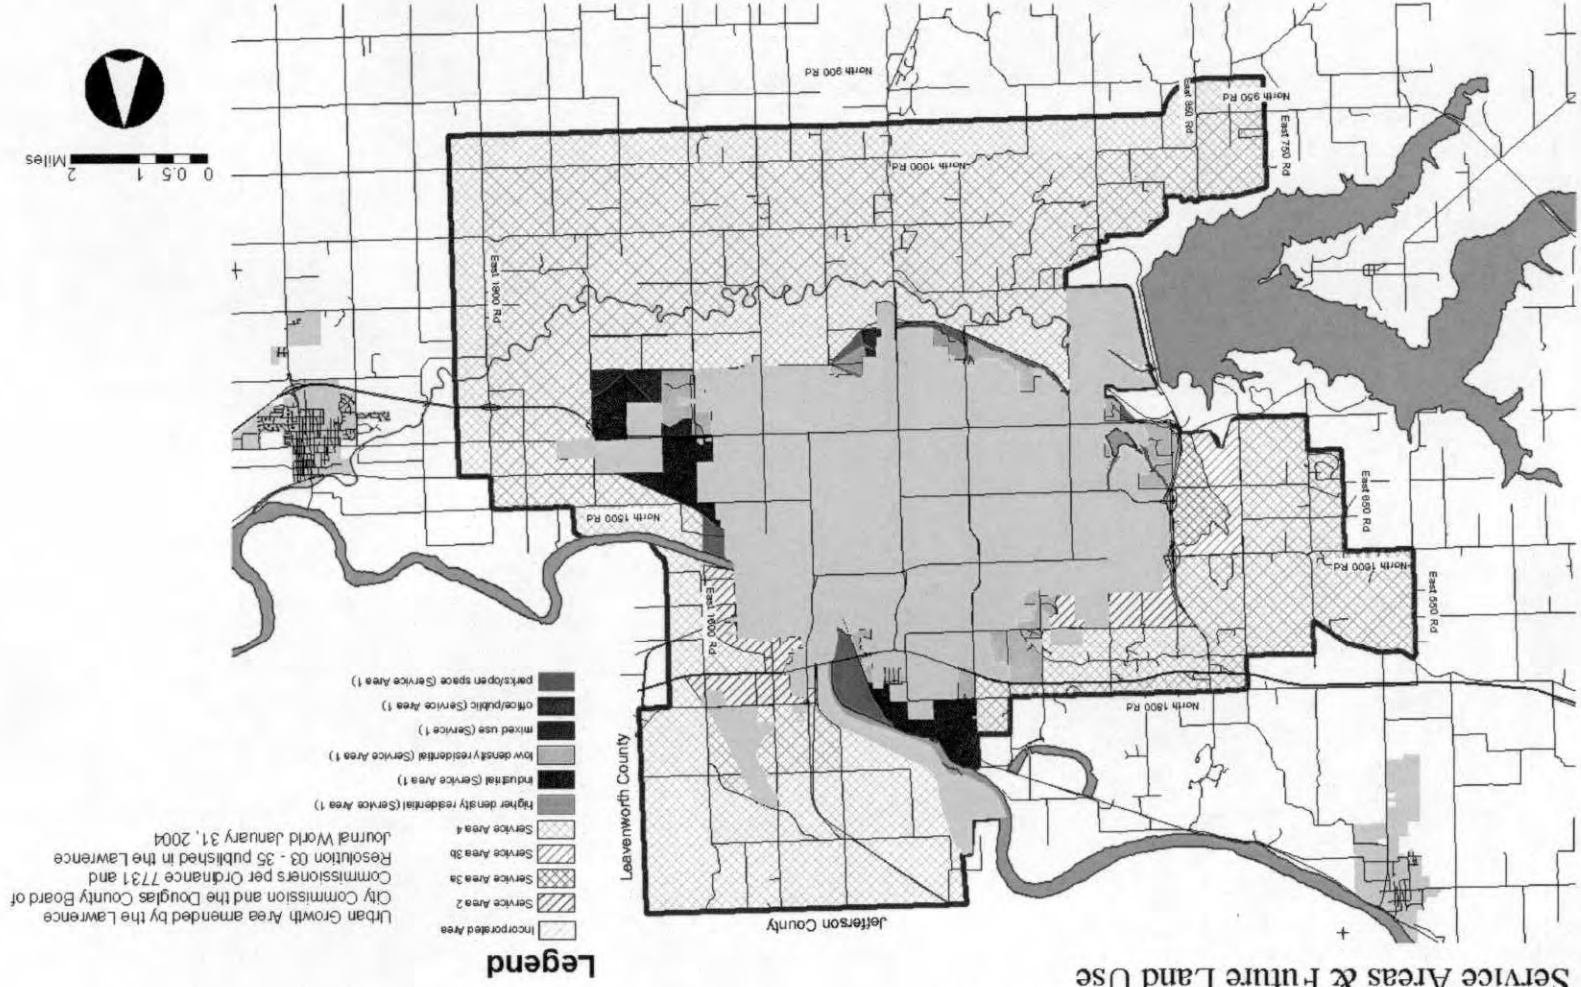 Service Areas & Future Land Use
Legend
Incorporated Area
Service Area 2
Service Area 3a
Service Area 3b
Service Area 4
higher density residential (Service Area 1)
industrial (Service Area 1)
low density residential (Service Area 1)
mixed use (Service 1)
office/public (Service Area 1)
parks/open space (Service Area 1)
Urban Growth Area amended by the Lawrence
City Commission and the Douglas County Board of
Commissioners per Ordinance 7731 and
Resolution 03 - 35 published in the Lawrence
Journal World January 31, 2004
Jefferson County
Leavenworth County
North 1800 Rd
East 1600 Rd
East 550 Rd
North 1600 Rd
North 1500 Rd
East 650 Rd
East 1900 Rd
North 1000 Rd
East 750 Rd
East 950 Rd
North 950 Rd
North 900 Rd
0 0.5 1 2
Miles